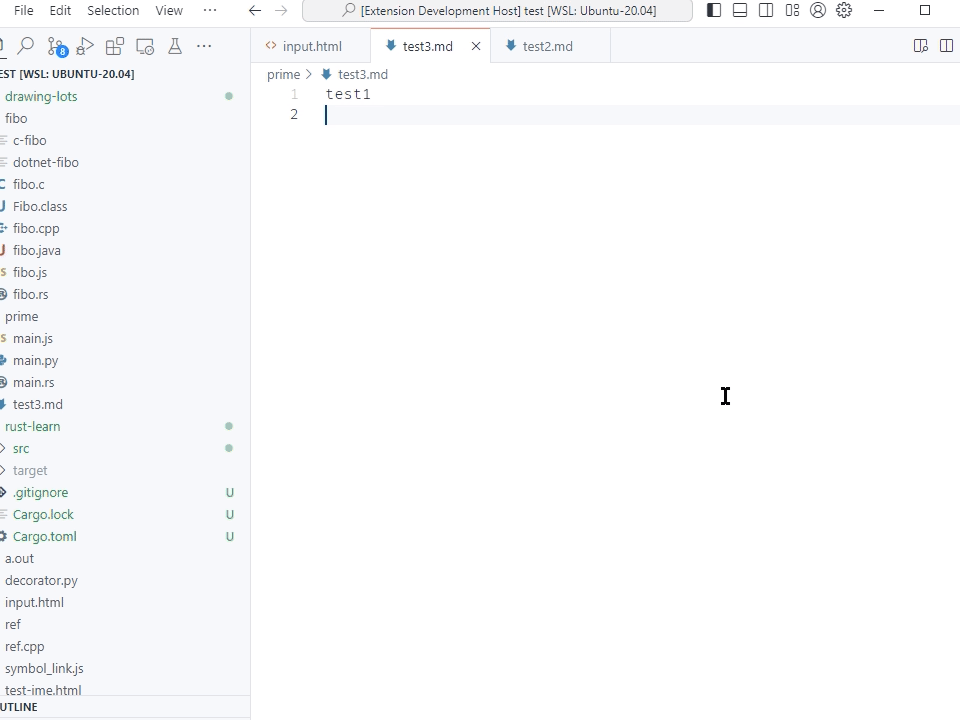 File Edit Selection View ··· [Extension Development Host] test [WSL: Ubuntu-20.04]
8 ···
input.html test3.md test2.md
EST [WSL: UBUNTU-20.04]
prime > test3.md
drawing-lots
fibo
c-fibo
dotnet-fibo
C fibo.c
J Fibo.class
fibo.cpp
J fibo.java
S fibo.js
fibo.rs
prime
S main.js
main.py
main.rs
test3.md
rust-learn
src
target
.gitignore U
Cargo.lock U
Cargo.toml U
a.out
decorator.py
input.html
ref
ref.cpp
symbol_link.js
test-ime.html
UTLINE
1 test1
2